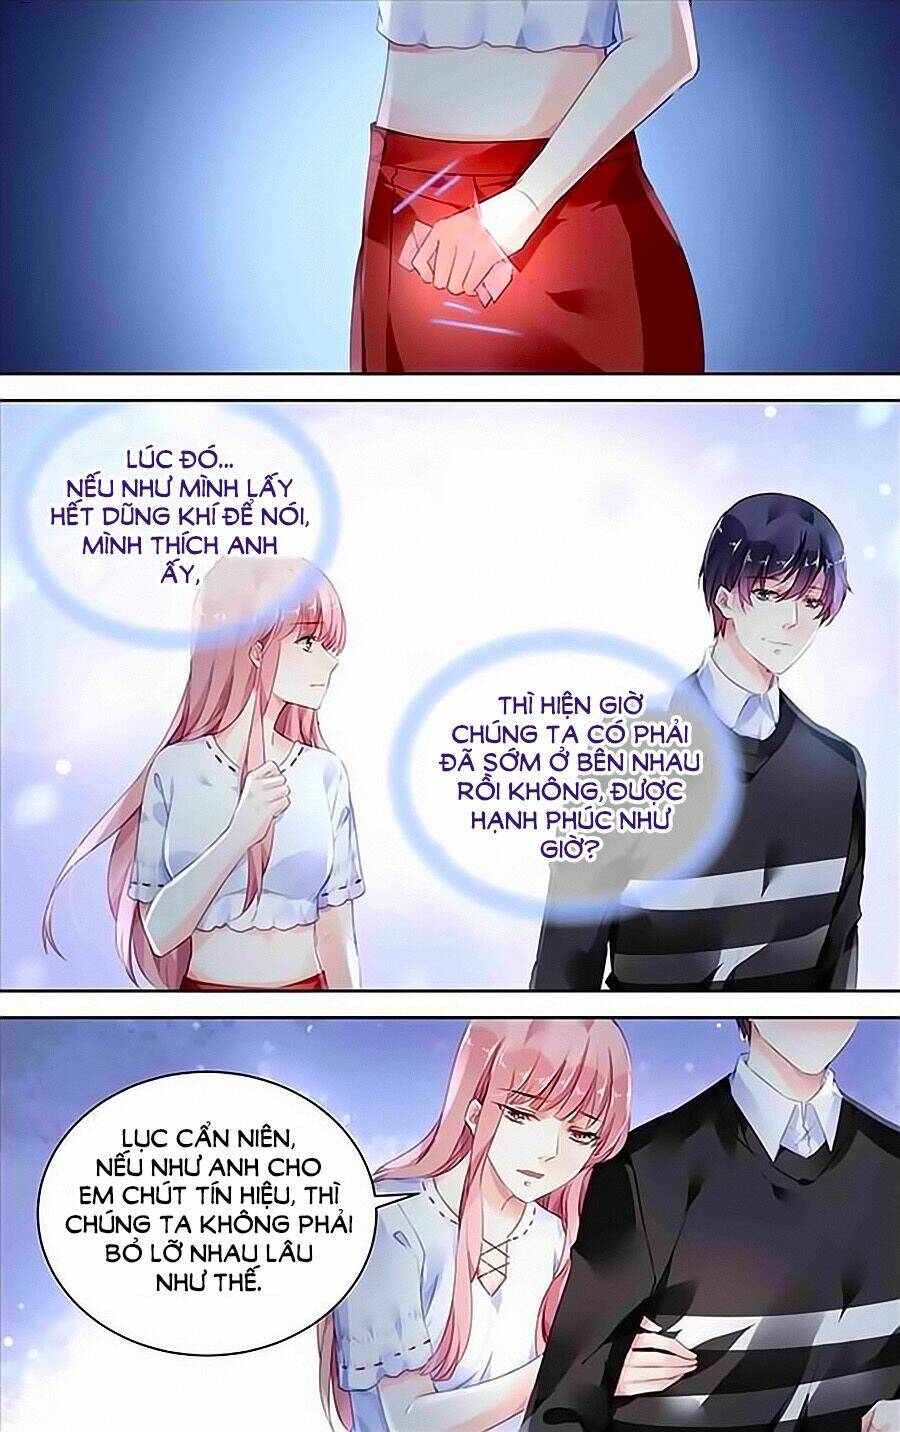 LÚC ĐÓ...
NẾU NHƯ MÌNH LẤY
HẾT DŨNG KHÍ ĐỂ NÓI,
MÌNH THÍCH ANH
ẤY,
THÌ HIỆN GIỜ
CHÚNG TA CÓ PHẢI
ĐÃ SỚM Ở BÊN NHAU
RỒI KHÔNG, ĐƯỢC
HẠNH PHÚC NHƯ
GIỜ?
LỤC CẨN NIÊN,
NẾU NHƯ ANH CHO
EM CHÚT TÍN HIỆU, THÌ
CHÚNG TA KHÔNG PHẢI
BỎ LỠ NHAU LÂU
NHƯ THẾ.